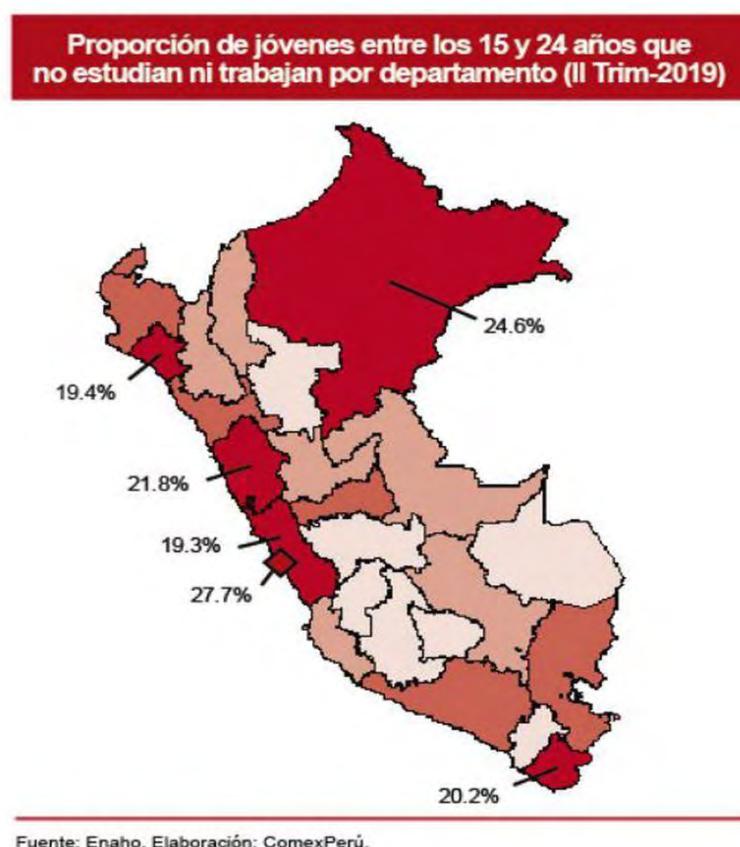 Proporción de jóvenes entre los 15 y 24 años que
no estudian ni trabajan por departamento (II Trim-2019)
24.6%
19.4%
21.8%
19.3%
27.7%
20.2%
Fuente: Enaho. Elaboración: ComexPerú.